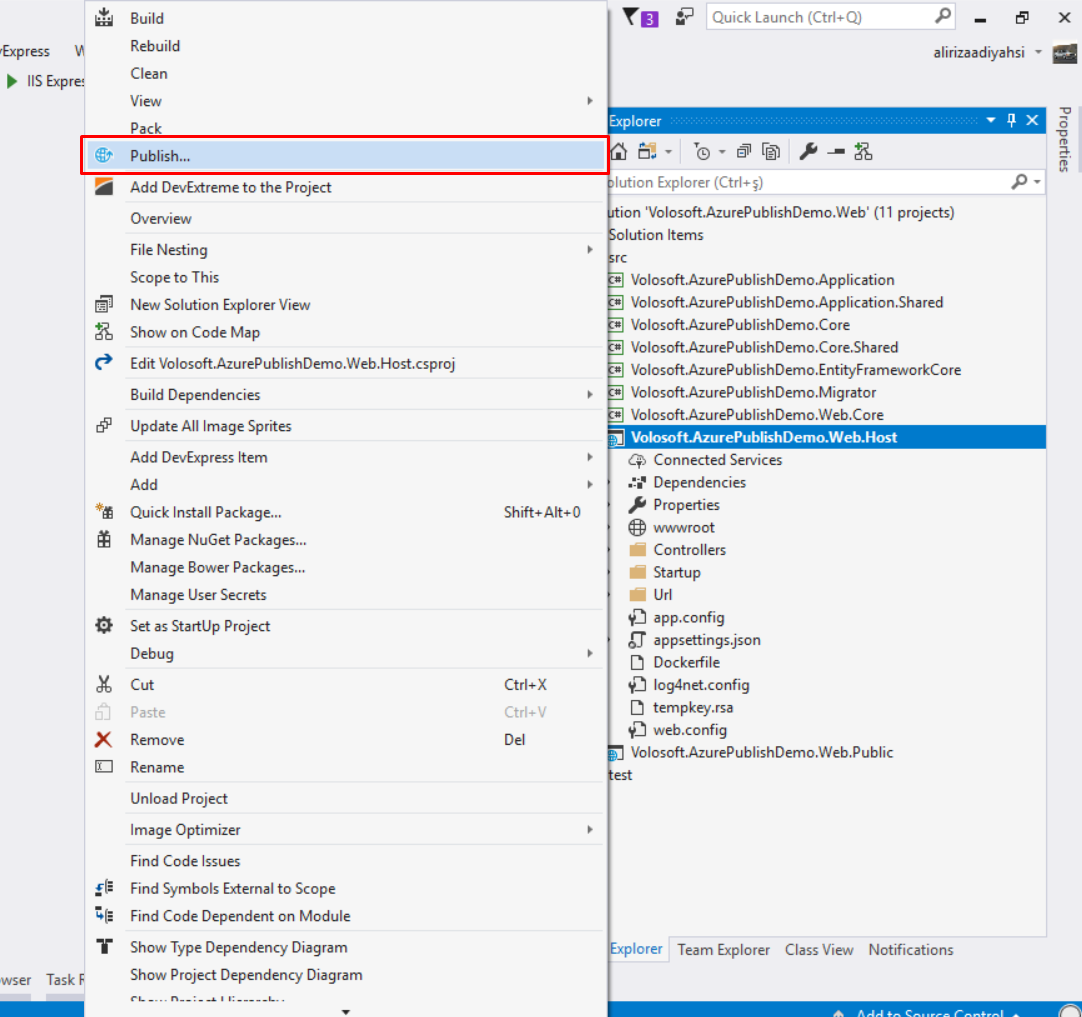 3
Quick Launch (Ctrl+Q)
alirizaadiyahsi
IIS Expres
Build
Rebuild
Clean
View
Pack
Publish...
Add DevExtreme to the Project
Overview
File Nesting
Scope to This
New Solution Explorer View
Show on Code Map
Edit Volosoft.AzurePublishDemo.Web.Host.csproj
Build Dependencies
Update All Image Sprites
Add DevExpress Item
Add
Quick Install Package... Shift+Alt+0
Manage NuGet Packages...
Manage Bower Packages...
Manage User Secrets
Set as StartUp Project
Debug
Cut Ctrl+X
Paste Ctrl+V
Remove Del
Rename
Unload Project
Image Optimizer
Find Code Issues
Find Symbols External to Scope
Find Code Dependent on Module
Show Type Dependency Diagram
Show Project Dependency Diagram
Show Project Hierarchy
Explorer
olution Explorer (Ctrl+ş)
ution 'Volosoft.AzurePublishDemo.Web' (11 projects)
Solution Items
src
C# Volosoft.AzurePublishDemo.Application
C# Volosoft.AzurePublishDemo.Application.Shared
C# Volosoft.AzurePublishDemo.Core
C# Volosoft.AzurePublishDemo.Core.Shared
C# Volosoft.AzurePublishDemo.EntityFrameworkCore
C# Volosoft.AzurePublishDemo.Migrator
C# Volosoft.AzurePublishDemo.Web.Core
Volosoft.AzurePublishDemo.Web.Host
Connected Services
Dependencies
Properties
wwwroot
Controllers
Startup
Url
app.config
appsettings.json
Dockerfile
log4net.config
tempkey.rsa
web.config
Volosoft.AzurePublishDemo.Web.Public
test
Explorer Team Explorer Class View Notifications
Properties
wser Task R
Add to Source Control